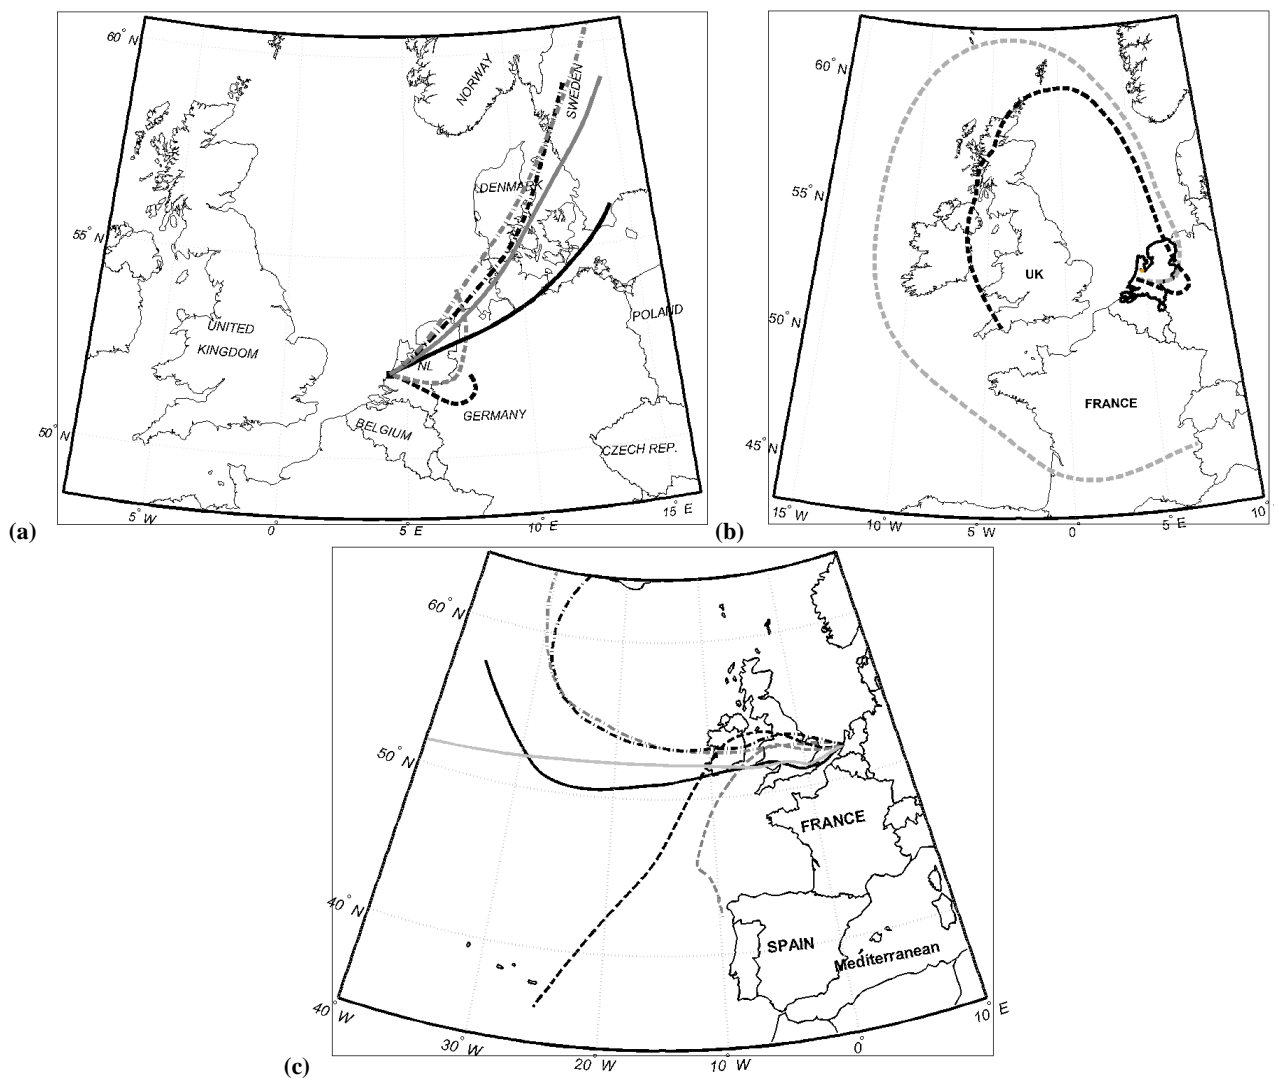 60° N
55° N
50° N
5° W
0°
5° E
10° E
15° E
NORWAY
SWEDEN
DENMARK
UNITED
KINGDOM
NL
POLAND
GERMANY
BELGIUM
CZECH REP.
(a)
60° N
55° N
50° N
45° N
15° W
10° W
5° W
0°
5° E
10°
UK
FRANCE
(b)
60° N
50° N
40° N
40° W
30° W
20° W
10° W
0°
10° E
FRANCE
SPAIN
Mediterranean
(c)